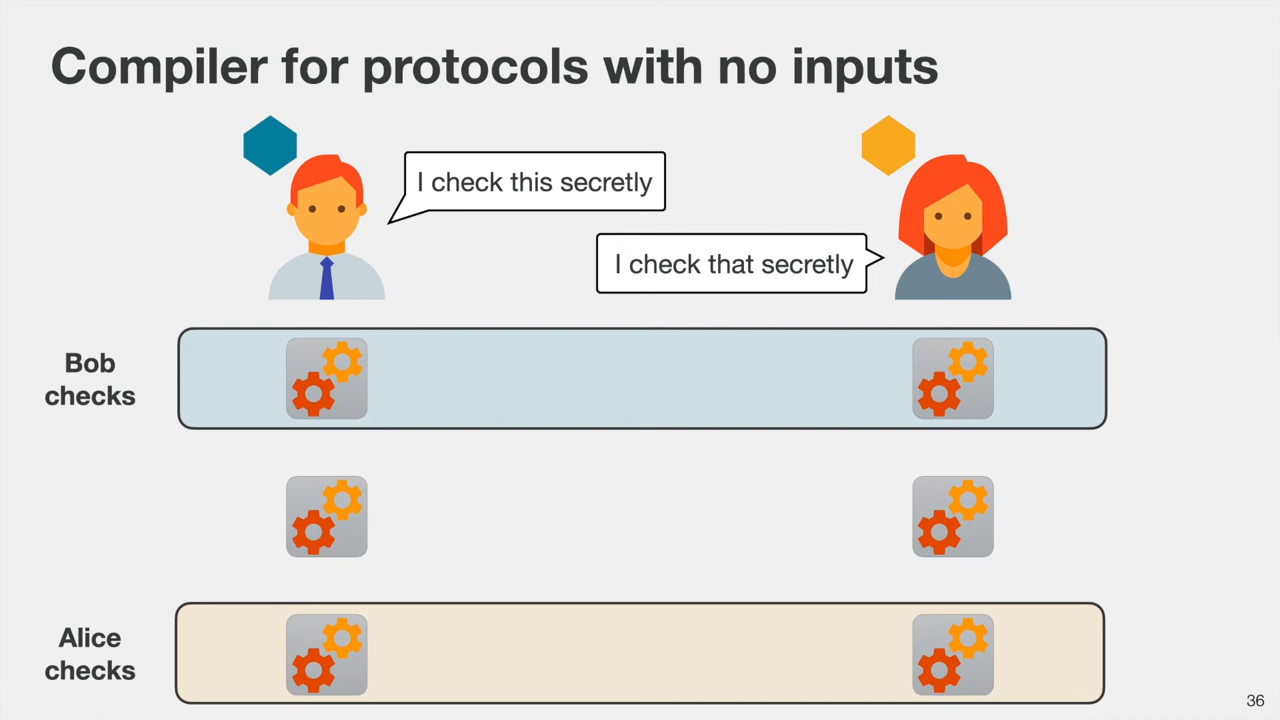 Compiler for protocols with no inputs
I check this secretly
I check that secretly
Bob
checks
Alice
checks
36